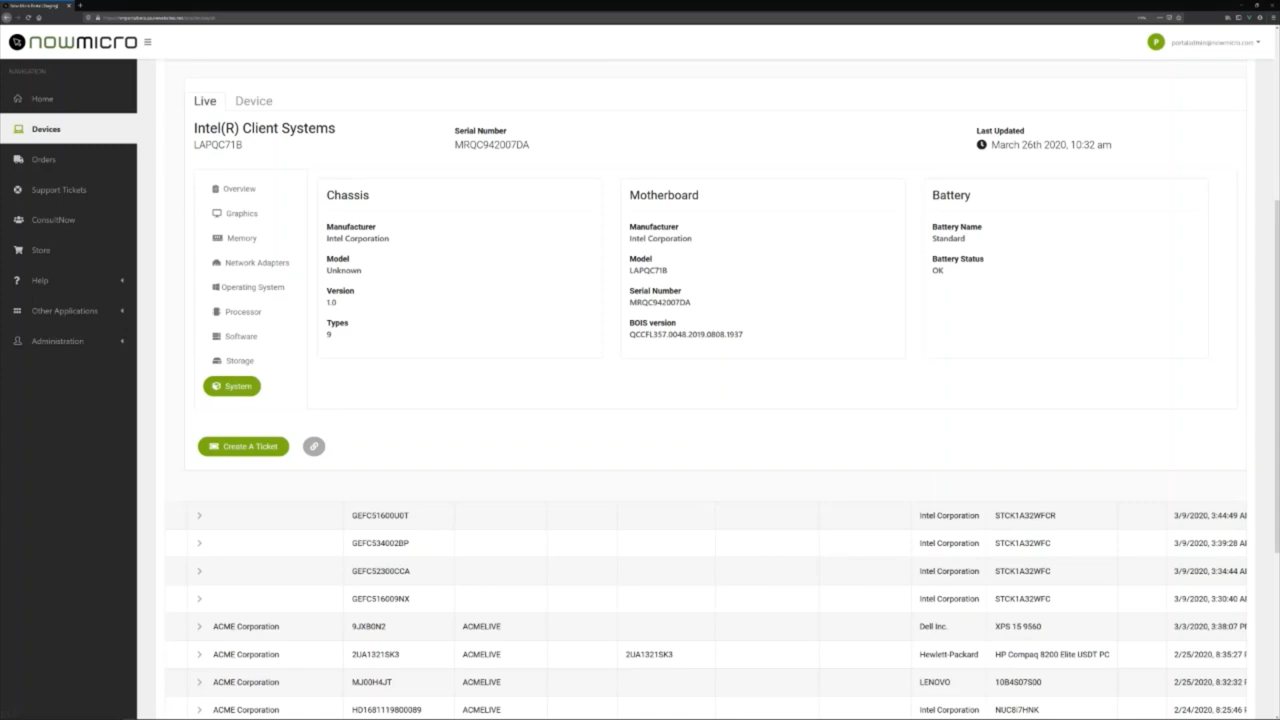 Now Micro Portal (Staging)
nowmicro
portaladmin@nowmicro.com
P
NAVIGATION
Home
Devices
Orders
Support Tickets
ConsultNow
Store
Help
Other Applications
Administration
Live Device
Intel(R) Client Systems
LAPQC71B
Serial Number
MRQC942007DA
Last Updated
March 26th 2020, 10:32 am
Overview
Graphics
Memory
Network Adapters
Operating System
Processor
Software
Storage
System
Chassis
Manufacturer
Intel Corporation
Model
Unknown
Version
1.0
Types
9
Motherboard
Manufacturer
Intel Corporation
Model
LAPQC71B
Serial Number
MRQC942007DA
BOIS version
QCCFL357.0048.2019.0808.1937
Battery
Battery Name
Standard
Battery Status
OK
Create A Ticket
GEFC51600U0T Intel Corporation STCK1A32WFCR 3/9/2020, 3:44:49 AM
GEFC534002BP Intel Corporation STCK1A32WFC 3/9/2020, 3:39:28 AM
GEFC52300CCA Intel Corporation STCK1A32WFC 3/9/2020, 3:34:44 AM
GEFC516009NX Intel Corporation STCK1A32WFC 3/9/2020, 3:30:40 AM
ACME Corporation 9JXB0N2 ACMELIVE Dell Inc. XPS 15 9560 3/3/2020, 3:38:07 P
ACME Corporation 2UA1321SK3 ACMELIVE 2UA1321SK3 Hewlett-Packard HP Compaq 8200 Elite USDT PC 2/25/2020, 8:35:27
ACME Corporation MJ00H4JT ACMELIVE LENOVO 10B4S07S00 2/25/2020, 8:32:32
ACME Corporation HD1681119800089 ACMELIVE Intel Corporation NUC8i7HNK 2/24/2020, 8:25:46